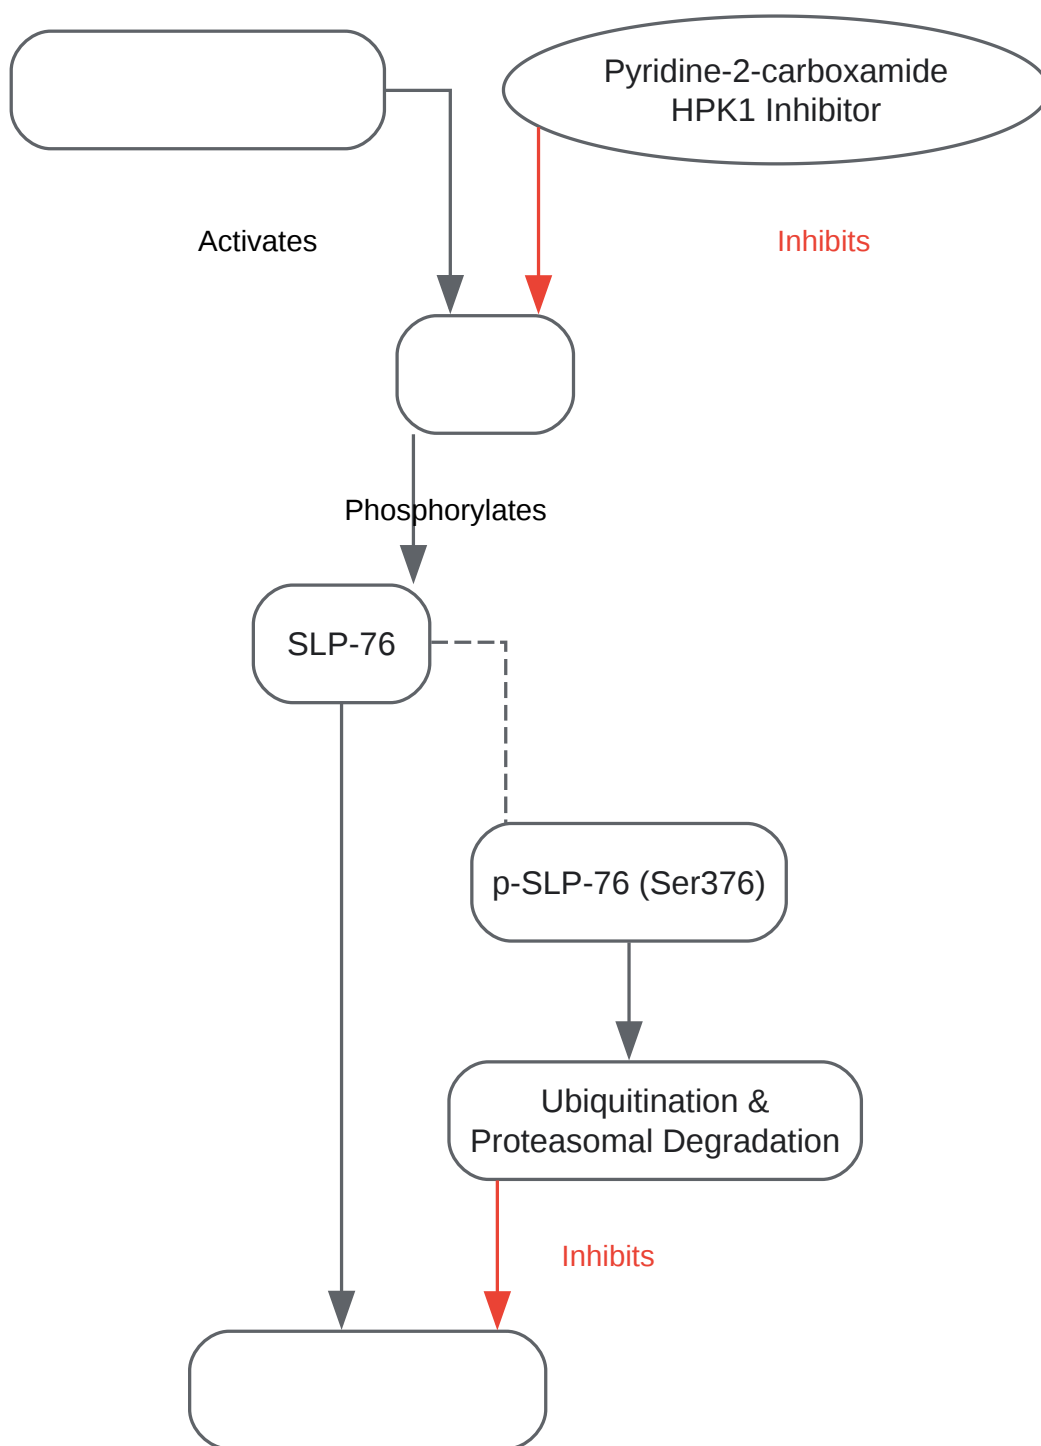 Pyridine-2-carboxamide
HPK1 Inhibitor
Activates
Inhibits
Phosphorylates
SLP-76
p-SLP-76 (Ser376)
Ubiquitination &
Proteasomal Degradation
Inhibits